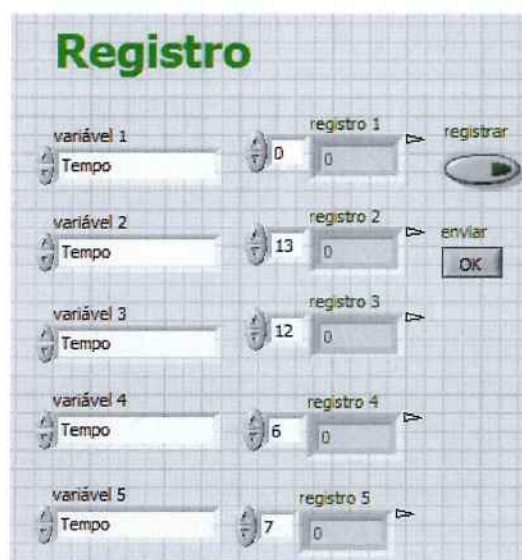 Registro
variável 1
registro 1
registrar
Tempo
0
0
variável 2
registro 2
enviar
Tempo
13
0
OK
variável 3
registro 3
Tempo
12
0
variável 4
registro 4
Tempo
6
0
variável 5
registro 5
Tempo
7
0